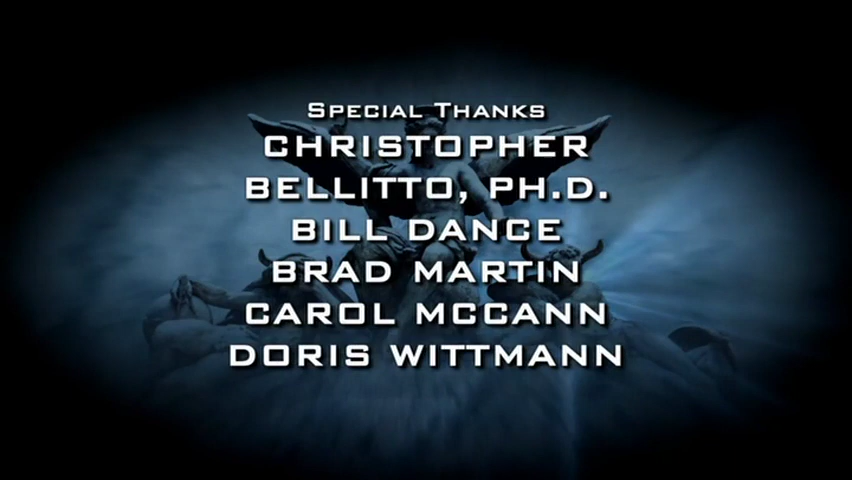 Special Thanks
CHRISTOPHER
BELLITTO, PH.D.
BILL DANCE
BRAD MARTIN
CAROL MCCANN
DORIS WITTMANN